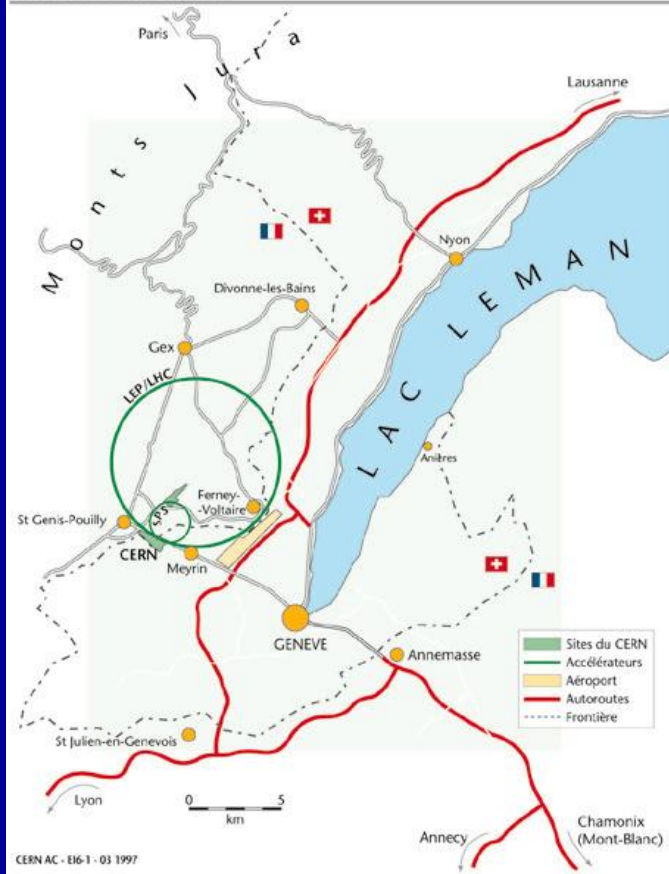 Paris
Monts Jura
Lausanne
Nyon
Divonne-les-Bains
Gex
LEP/LHC
LAC LEMAN
Anières
Ferney-
-Voltaire
SPS
St Genis-Pouilly
CERN
Meyrin
GENEVE
Annemasse
Sites du CERN
Accélérateurs
Aéroport
Autoroutes
Frontière
St Julien-en-Genevois
Lyon
0 5
km
Annecy
Chamonix
(Mont-Blanc)
CERN AC - EI6-1 - 03 1997